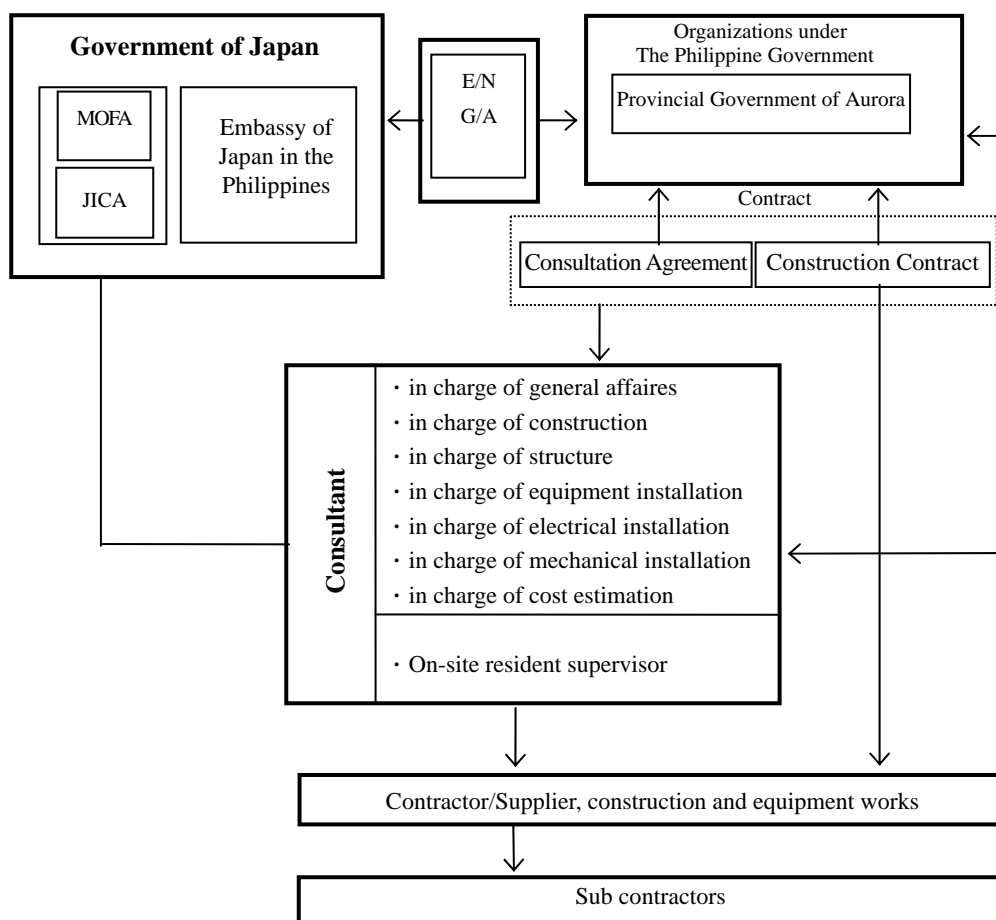 Government of Japan
MOFA
JICA
Embassy of
Japan in the
Philippines
E/N
G/A
Organizations under
The Philippine Government
Provincial Government of Aurora
Contract
Consultation Agreement
Construction Contract
Consultant
・in charge of general affaires
・in charge of construction
・in charge of structure
・in charge of equipment installation
・in charge of electrical installation
・in charge of mechanical installation
・in charge of cost estimation
・On-site resident supervisor
Contractor/Supplier, construction and equipment works
Sub contractors